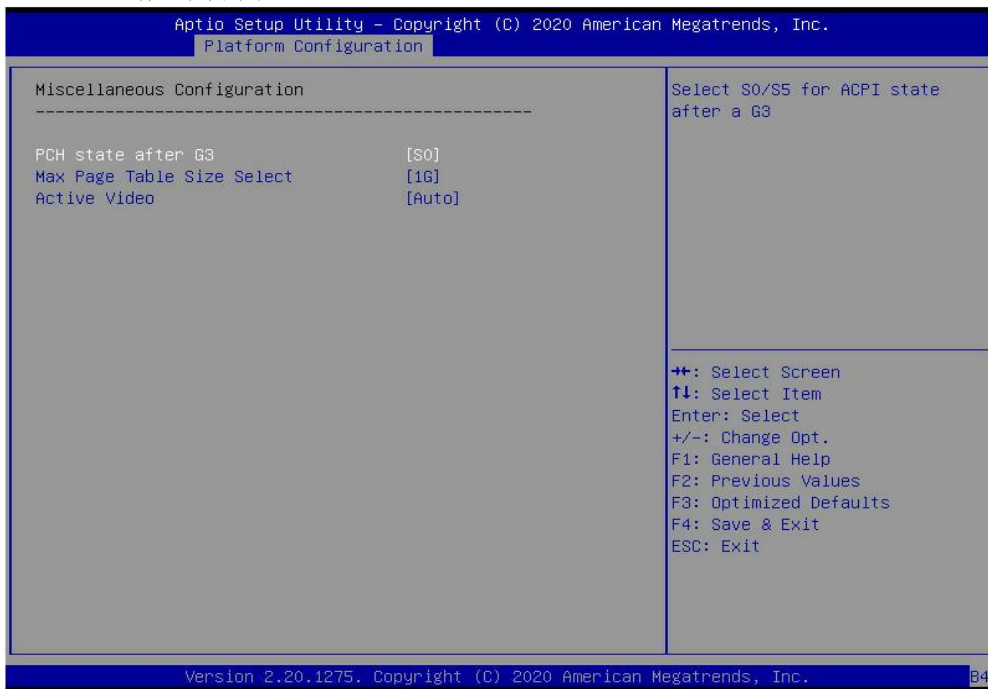 Aptio Setup Utility – Copyright (C) 2020 American Megatrends, Inc.
Platform Configuration
Miscellaneous Configuration
Select S0/S5 for ACPI state
after a G3
PCH state after G3 [S0]
Max Page Table Size Select [1G]
Active Video [Auto]
→←: Select Screen
↑↓: Select Item
Enter: Select
+/-: Change Opt.
F1: General Help
F2: Previous Values
F3: Optimized Defaults
F4: Save & Exit
ESC: Exit
Version 2.20.1275. Copyright (C) 2020 American Megatrends, Inc.
B4